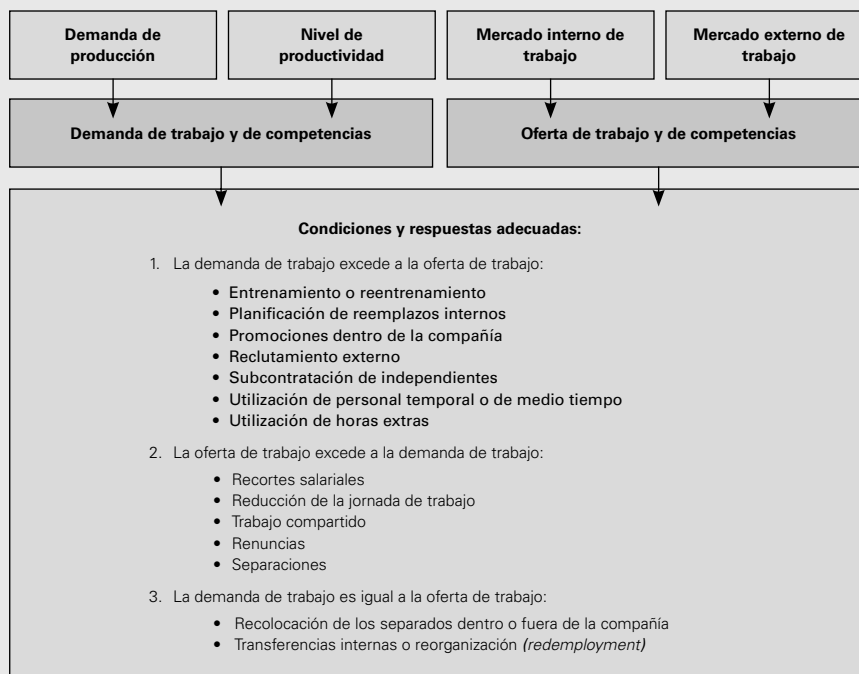 Demanda de
producción
Nivel de
productividad
Mercado interno de
trabajo
Mercado externo de
trabajo
Demanda de trabajo y de competencias
Oferta de trabajo y de competencias
Condiciones y respuestas adecuadas:
1. La demanda de trabajo excede a la oferta de trabajo:
• Entrenamiento o reentrenamiento
• Planificación de reemplazos internos
• Promociones dentro de la compañía
• Reclutamiento externo
• Subcontratación de independientes
• Utilización de personal temporal o de medio tiempo
• Utilización de horas extras
2. La oferta de trabajo excede a la demanda de trabajo:
• Recortes salariales
• Reducción de la jornada de trabajo
• Trabajo compartido
• Renuncias
• Separaciones
3. La demanda de trabajo es igual a la oferta de trabajo:
• Recolocación de los separados dentro o fuera de la compañía
• Transferencias internas o reorganización (redemployment)